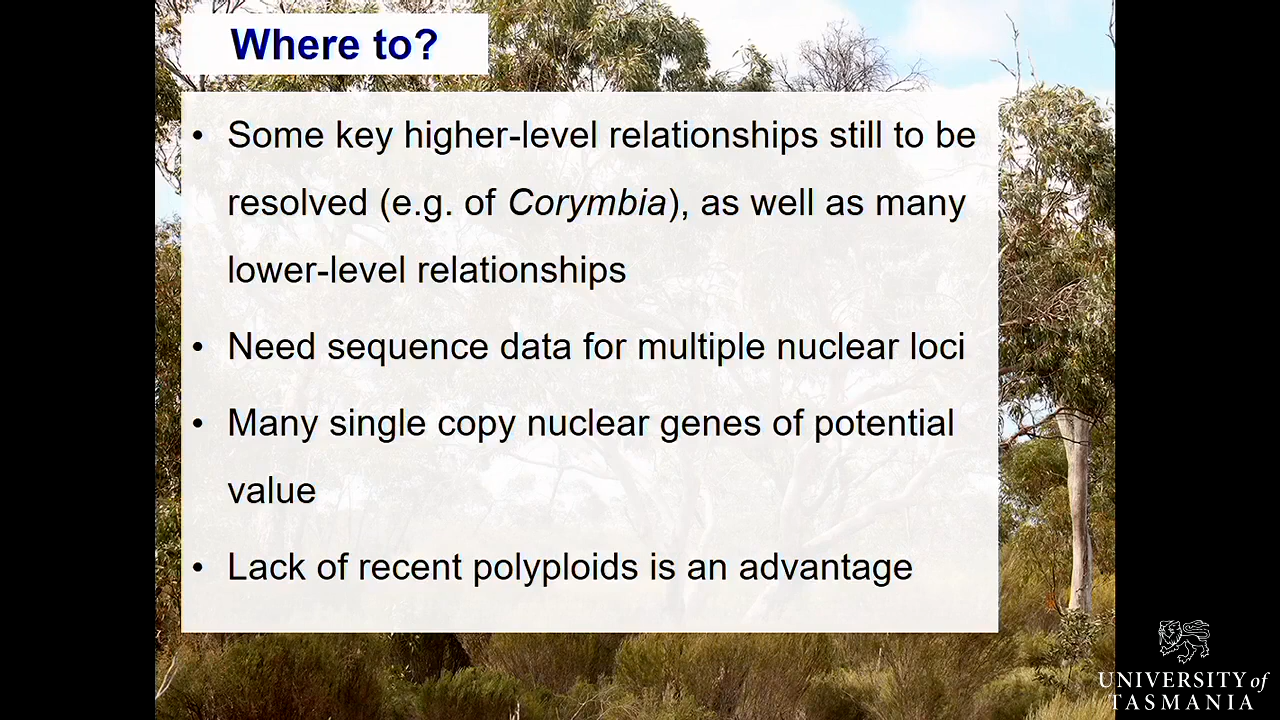 Where to?
• Some key higher-level relationships still to be
resolved (e.g. of Corymbia), as well as many
lower-level relationships
• Need sequence data for multiple nuclear loci
• Many single copy nuclear genes of potential
value
• Lack of recent polyploids is an advantage
UNIVERSITY of
TASMANIA